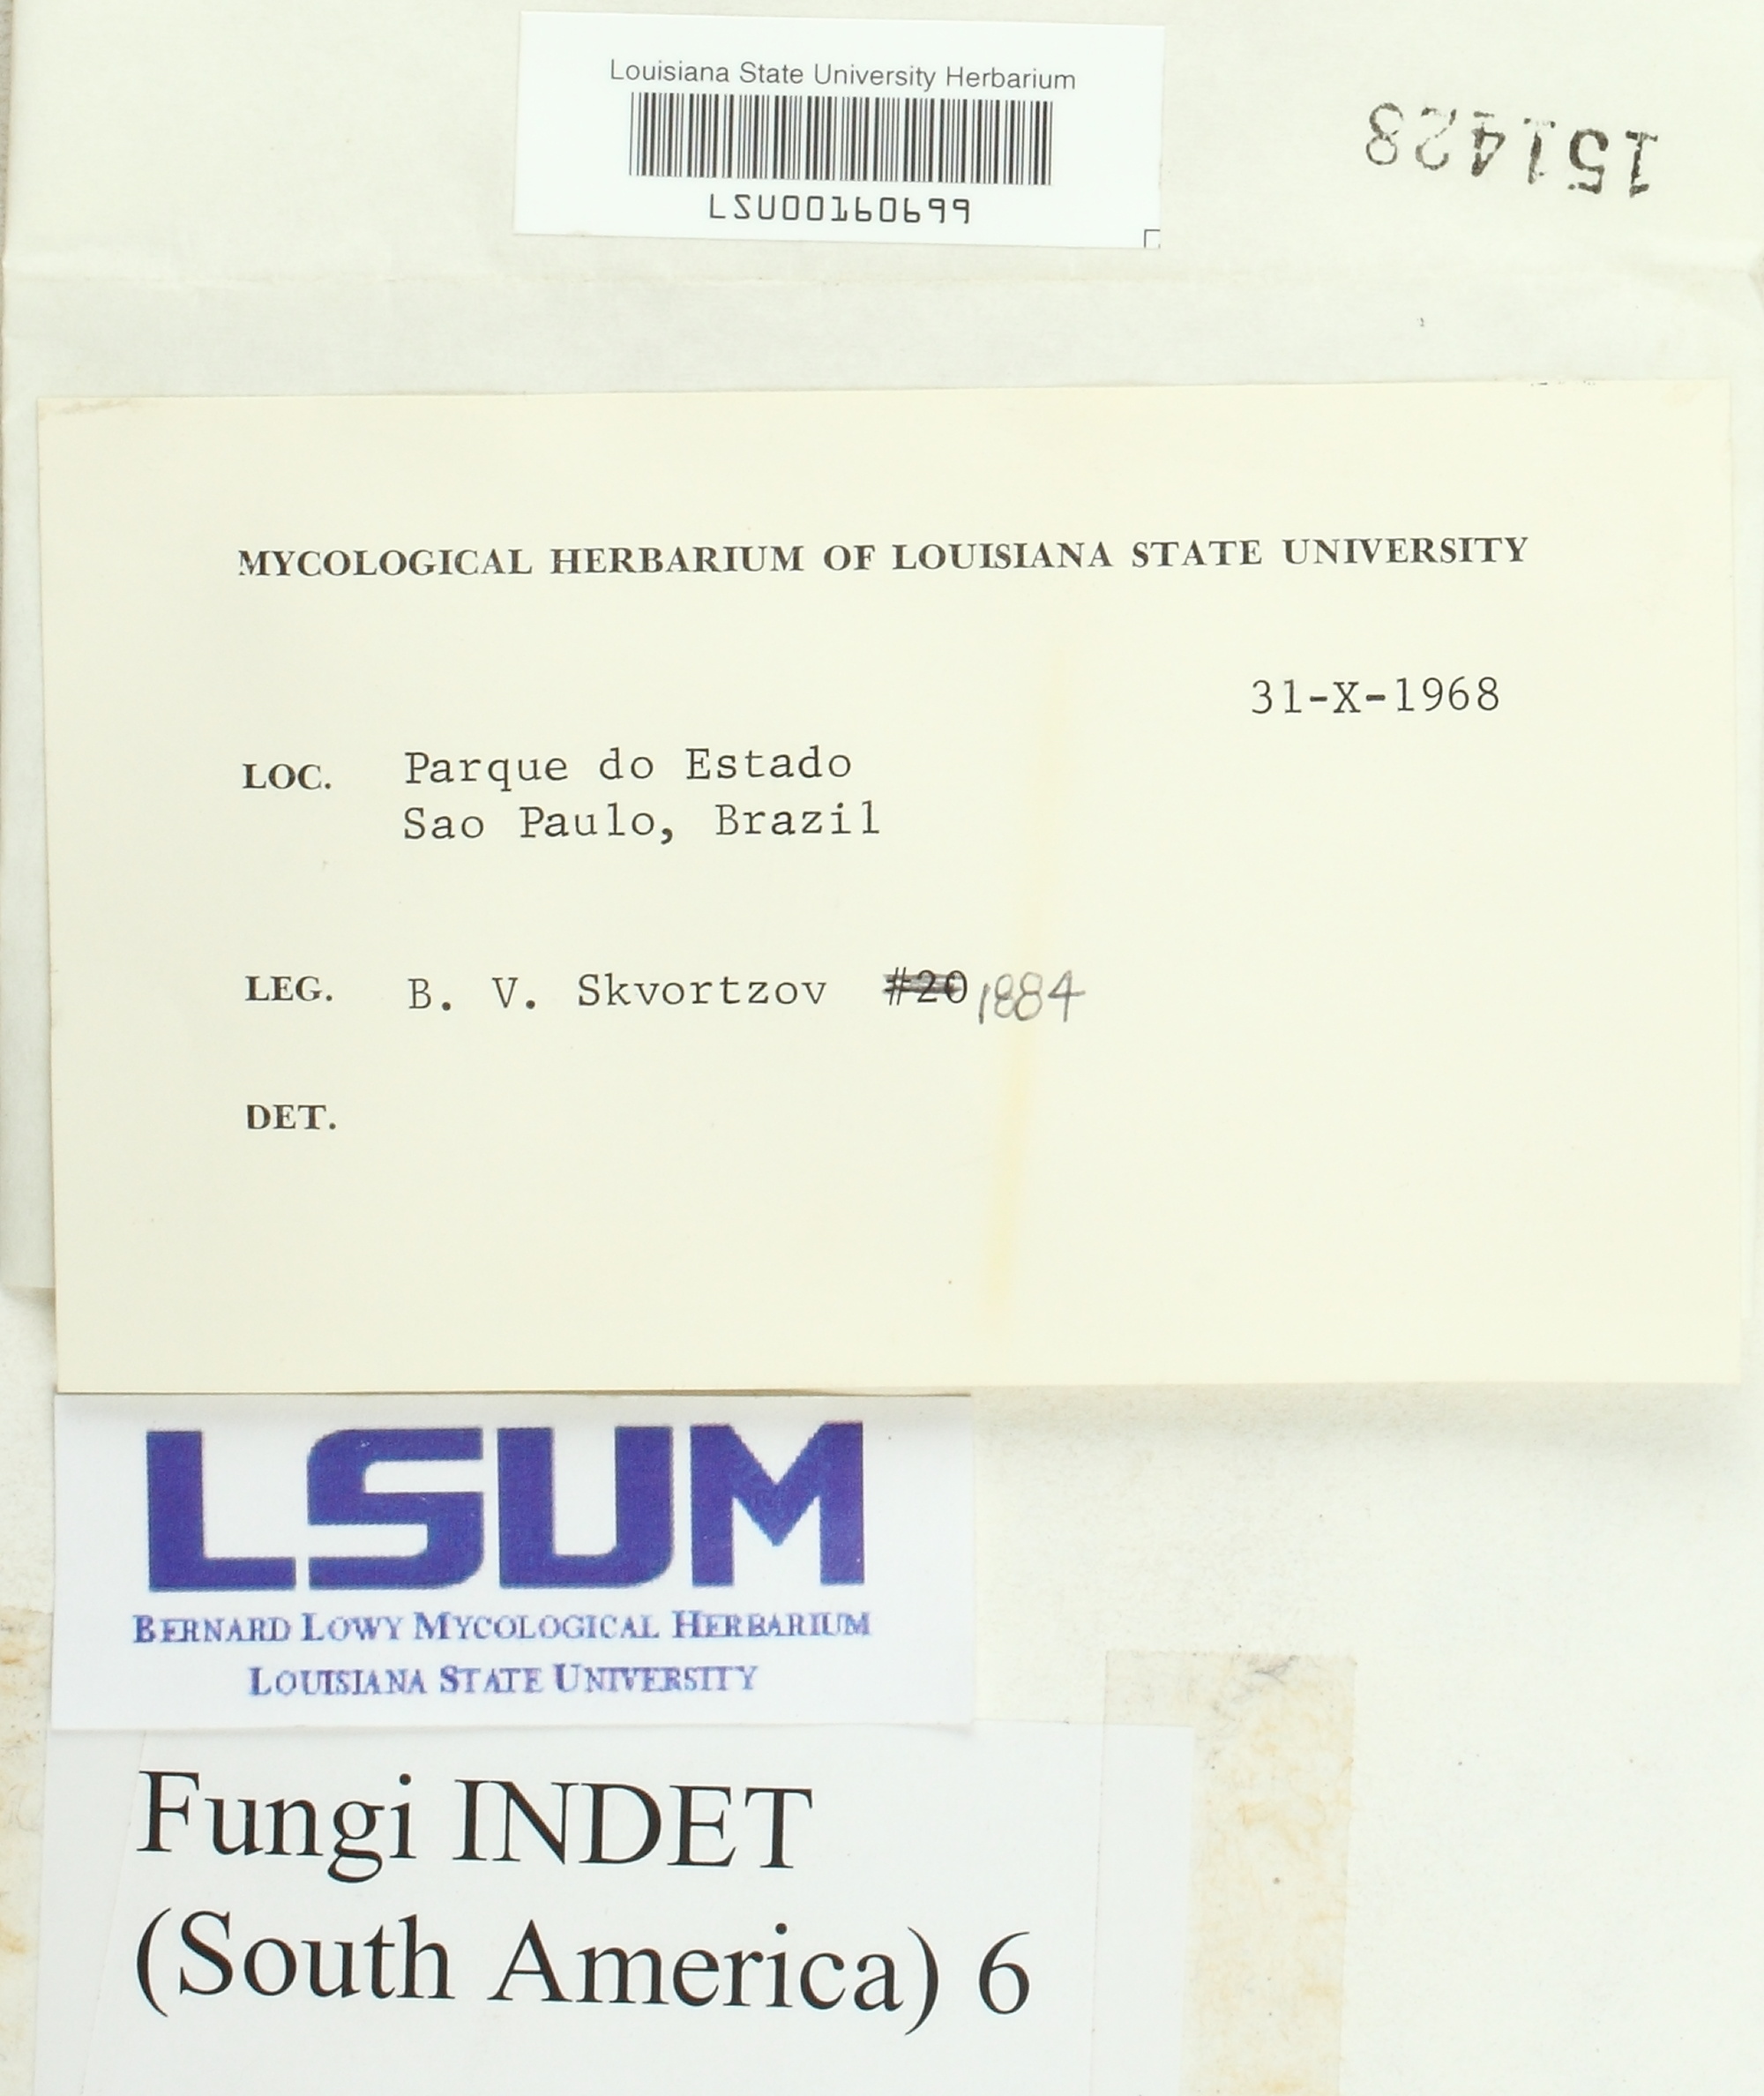 Louisiana State University Herbarium
LSU00160699
151428
MYCOLOGICAL HERBARIUM OF LOUISIANA STATE UNIVERSITY
31-X-1968
LOC. Parque do Estado
Sao Paulo, Brazil
LEG. B. V. Skvortzov #20 1884
DET.
LSUM
BERNARD LOWY MYCOLOGICAL HERBARIUM
LOUISIANA STATE UNIVERSITY
Fungi INDET
(South America) 6